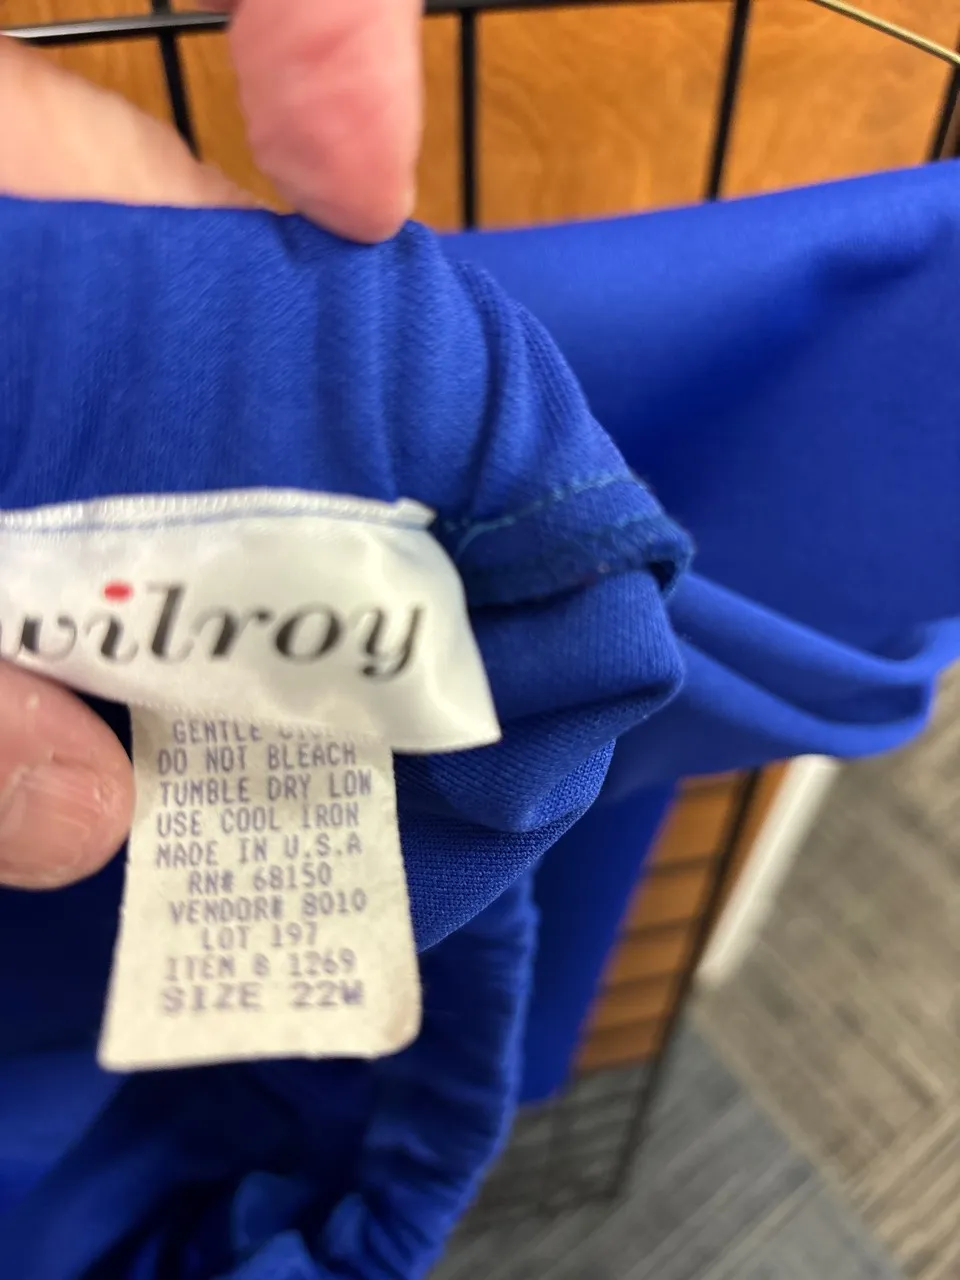 wilroy
GENTLE
DO NOT BLEACH
TUMBLE DRY LOW
USE COOL IRON
MADE IN U.S.A
RN# 68150
VENDOR# 8010
LOT 197
ITEM # 1269
SIZE 22W